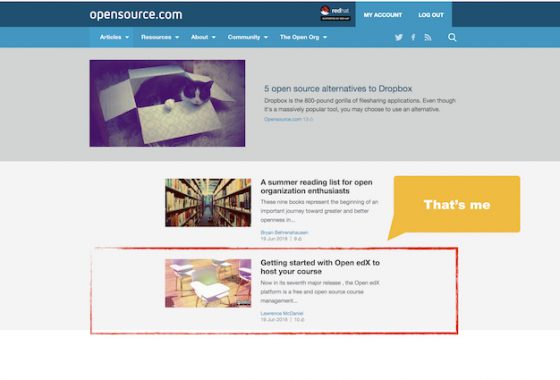 opensource.com
redhat
SUPPORTED BY RED HAT
MY ACCOUNT
LOG OUT
Articles
Resources
About
Community
The Open Org
5 open source alternatives to Dropbox
Dropbox is the 800-pound gorilla of filesharing applications. Even though
it's a massively popular tool, you may choose to use an alternative.
Opensource.com
A summer reading list for open
organization enthusiasts
These nine books represent the beginning of an
important journey toward greater and better
openness in...
Bryan Behrenshausen
19 Jun 2018 | 9
That's me
Getting started with Open edX to
host your course
Now in its seventh major release , the Open edX
platform is a free and open source course
management...
Lawrence McDaniel
19 Jun 2018 | 10